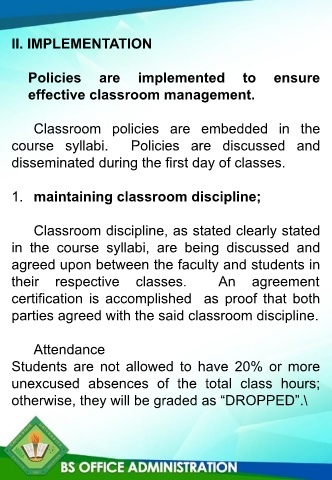 II. IMPLEMENTATION
Policies are implemented to ensure
effective classroom management.
Classroom policies are embedded in the
course syllabi. Policies are discussed and
disseminated during the first day of classes.
1. maintaining classroom discipline;
Classroom discipline, as stated clearly stated
in the course syllabi, are being discussed and
agreed upon between the faculty and students in
their respective classes. An agreement
certification is accomplished as proof that both
parties agreed with the said classroom discipline.
Attendance
Students are not allowed to have 20% or more
unexcused absences of the total class hours;
otherwise, they will be graded as “DROPPED”.\
BS OFFICE ADMINISTRATION